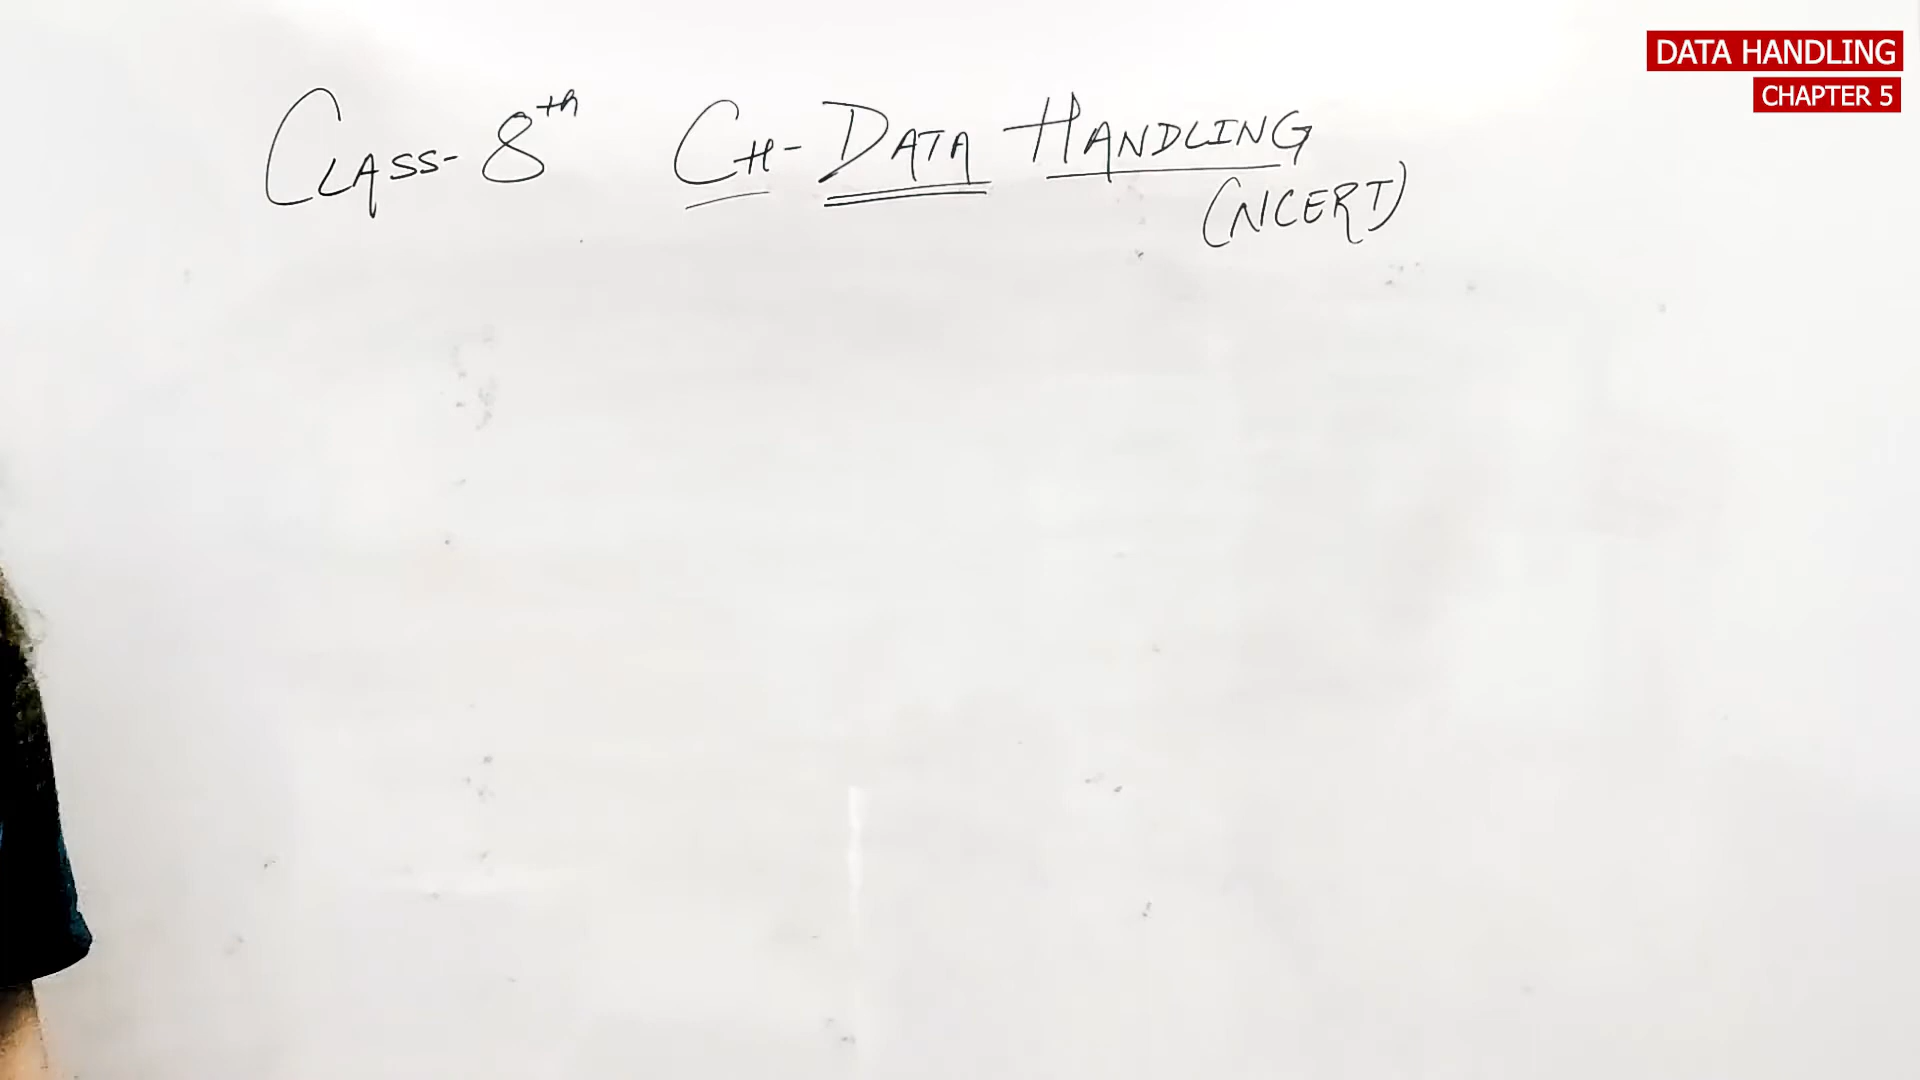 DATA HANDLING
CHAPTER 5
CLASS-8th CH-DATA HANDLING
(NCERT)